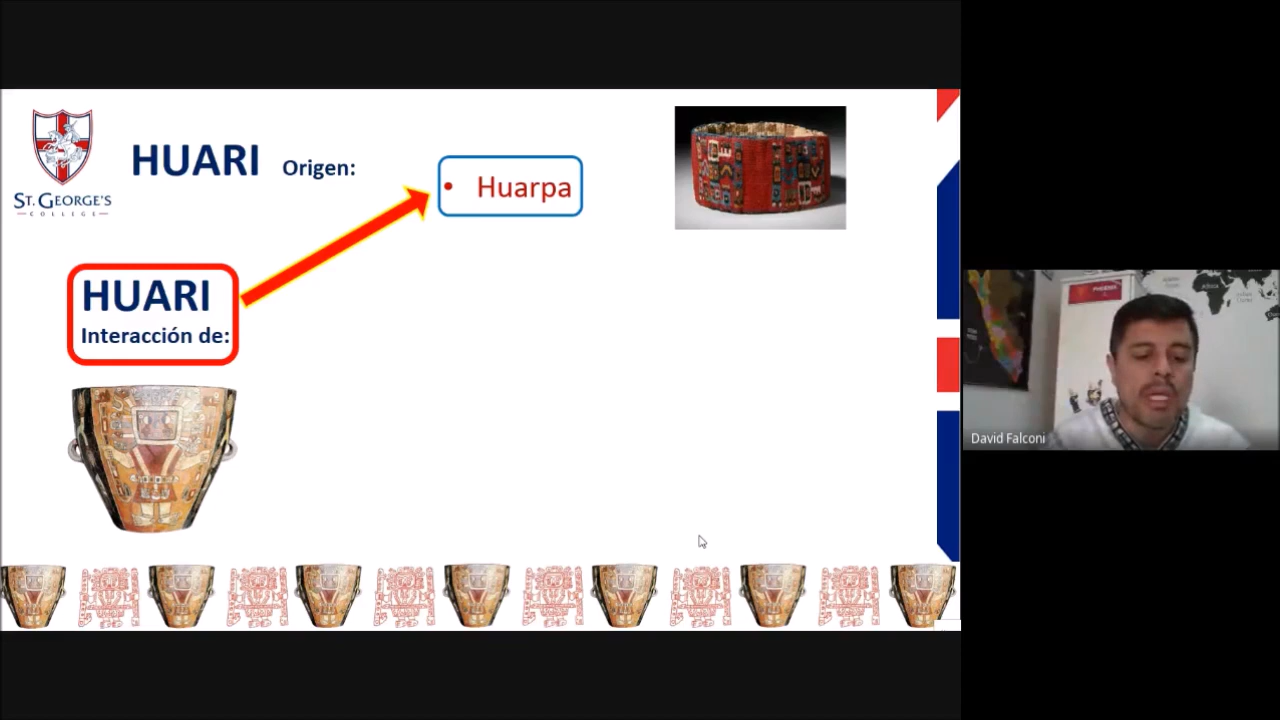 ST. GEORGE'S
COLLEGE
HUARI Origen:
• Huarpa
HUARI
Interacción de:
PHOENIX
David Falconi